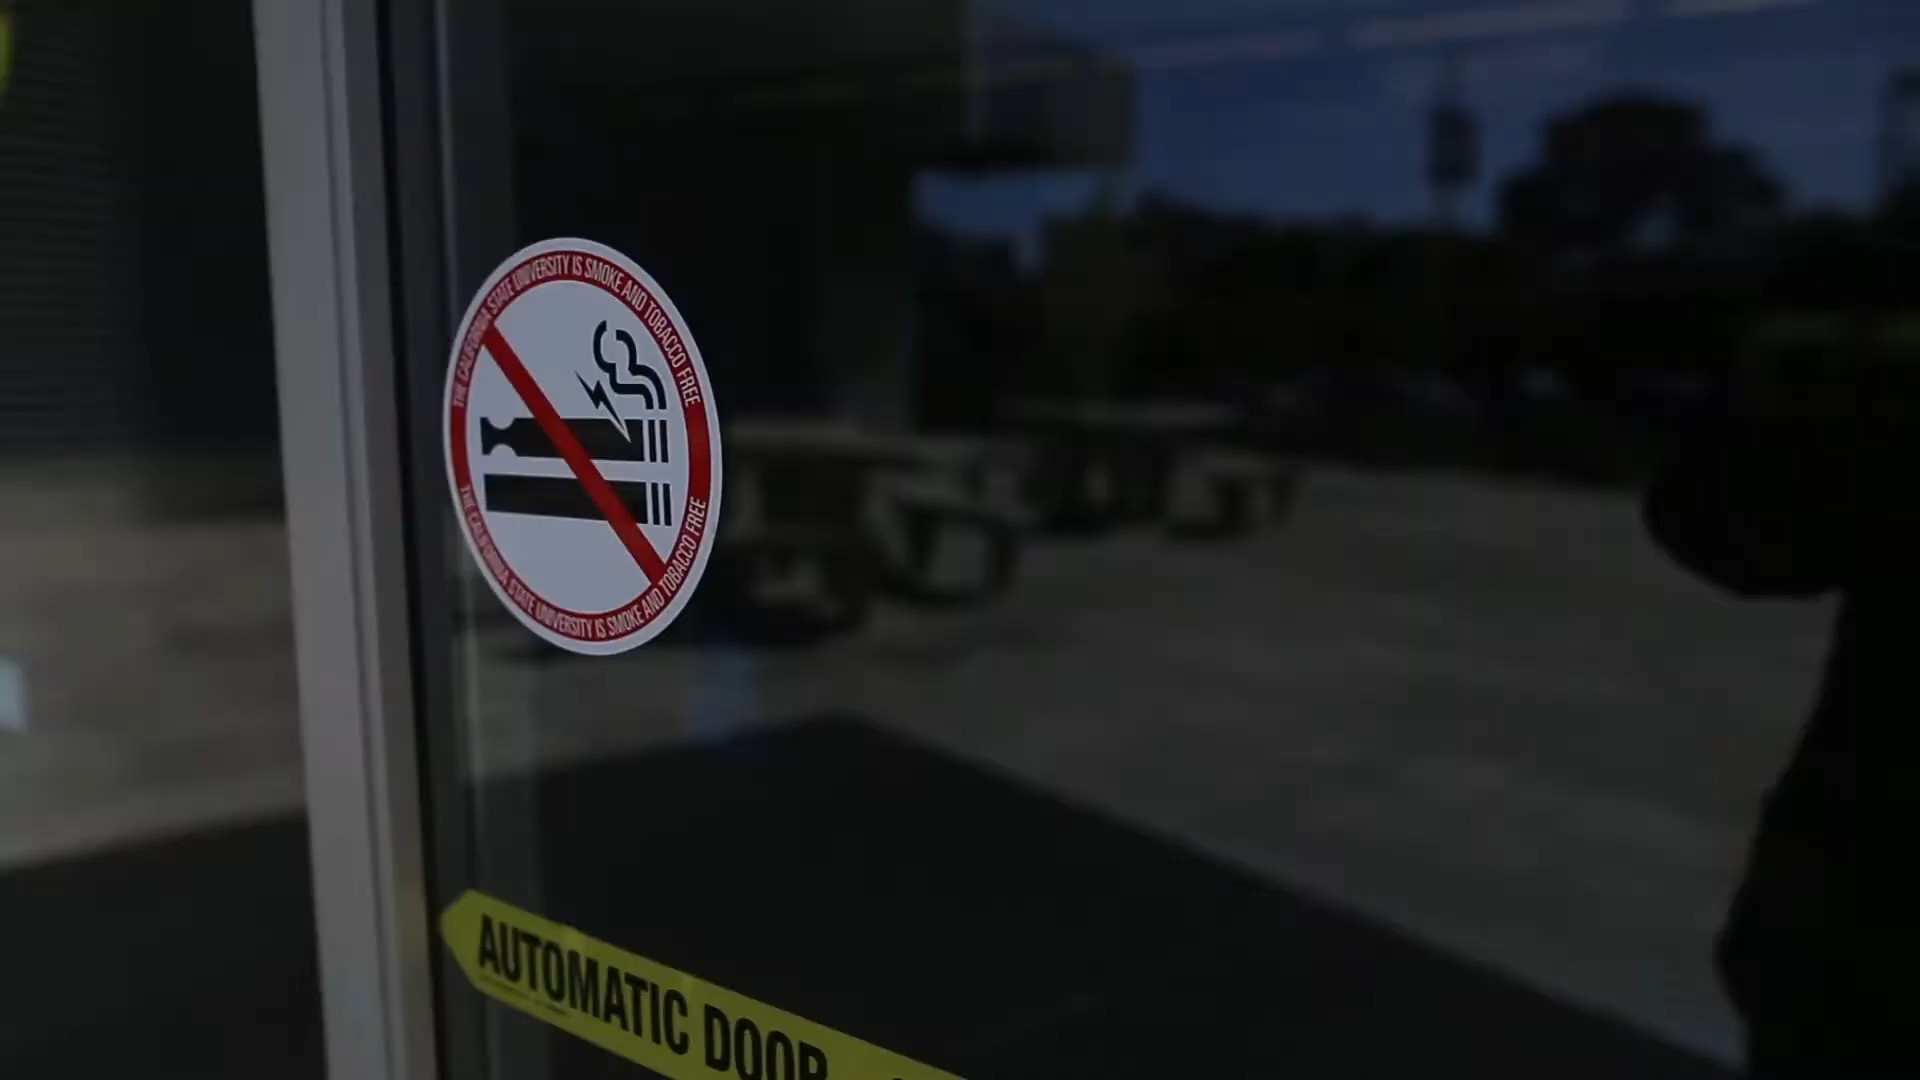 THE CALIFORNIA STATE UNIVERSITY IS SMOKE AND TOBACCO FREE
THE CALIFORNIA STATE UNIVERSITY IS SMOKE AND TOBACCO FREE
AUTOMATIC DOOR